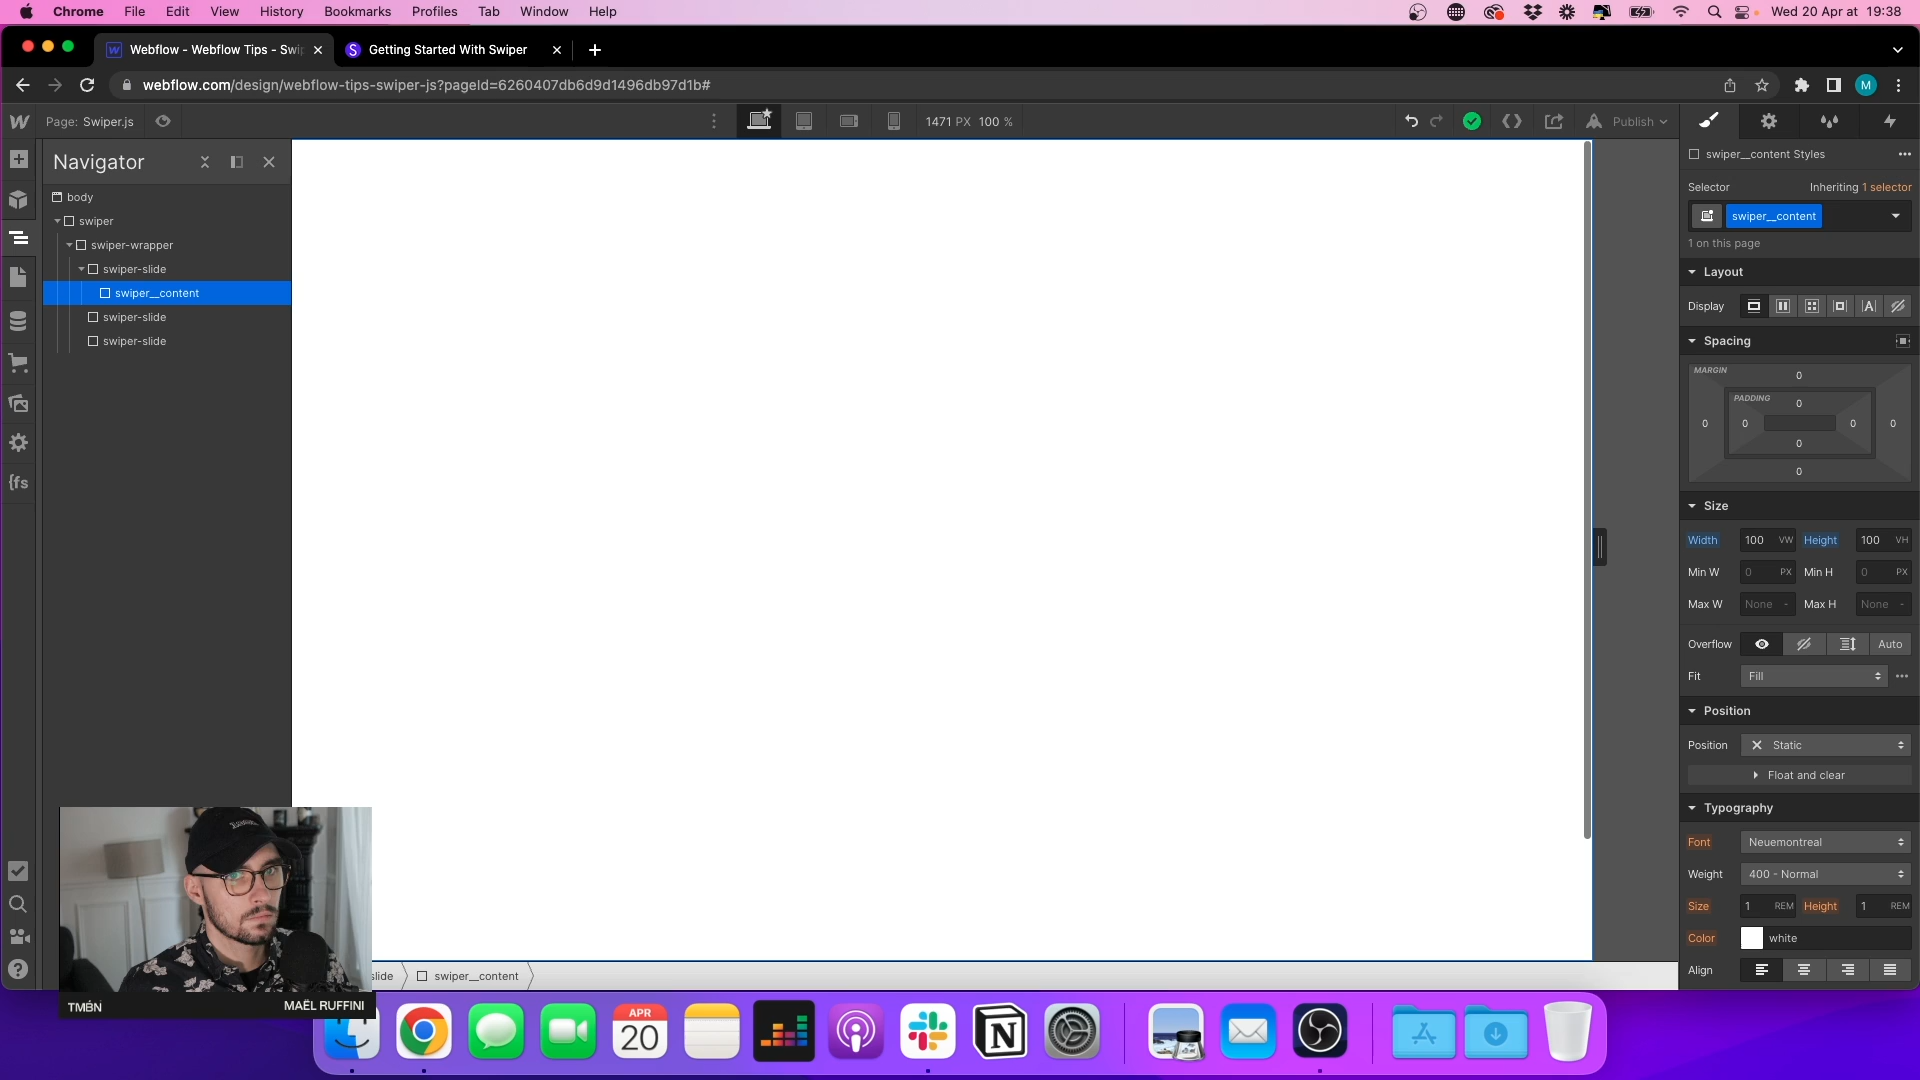 Chrome File Edit View History Bookmarks Profiles Tab Window Help Wed 20 Apr at 19:38
Webflow - Webflow Tips - Swi Getting Started With Swiper
webflow.com/design/webflow-tips-swiper-js?pageId=6260407db6d9d1496db97d1b# M
Page: Swiper.js 1471 PX 100 % Publish
Navigator
body
swiper
swiper-wrapper
swiper-slide
swiper__content
swiper-slide
swiper-slide
{fs
swiper__content Styles
Selector Inheriting 1 selector
swiper__content
1 on this page
Layout
Display
Spacing
MARGIN
0
PADDING
0
0 0 0 0
0
0
Size
Width 100 VW Height 100 VH
Min W 0 PX Min H 0 PX
Max W None - Max H None -
Overflow Auto
Fit Fill
Position
Position Static
Float and clear
Typography
Font Neuemontreal
Weight 400 - Normal
Size 1 REM Height 1 REM
Color white
Align
slide swiper__content
TMBN MAËL RUFFINI
APR
20